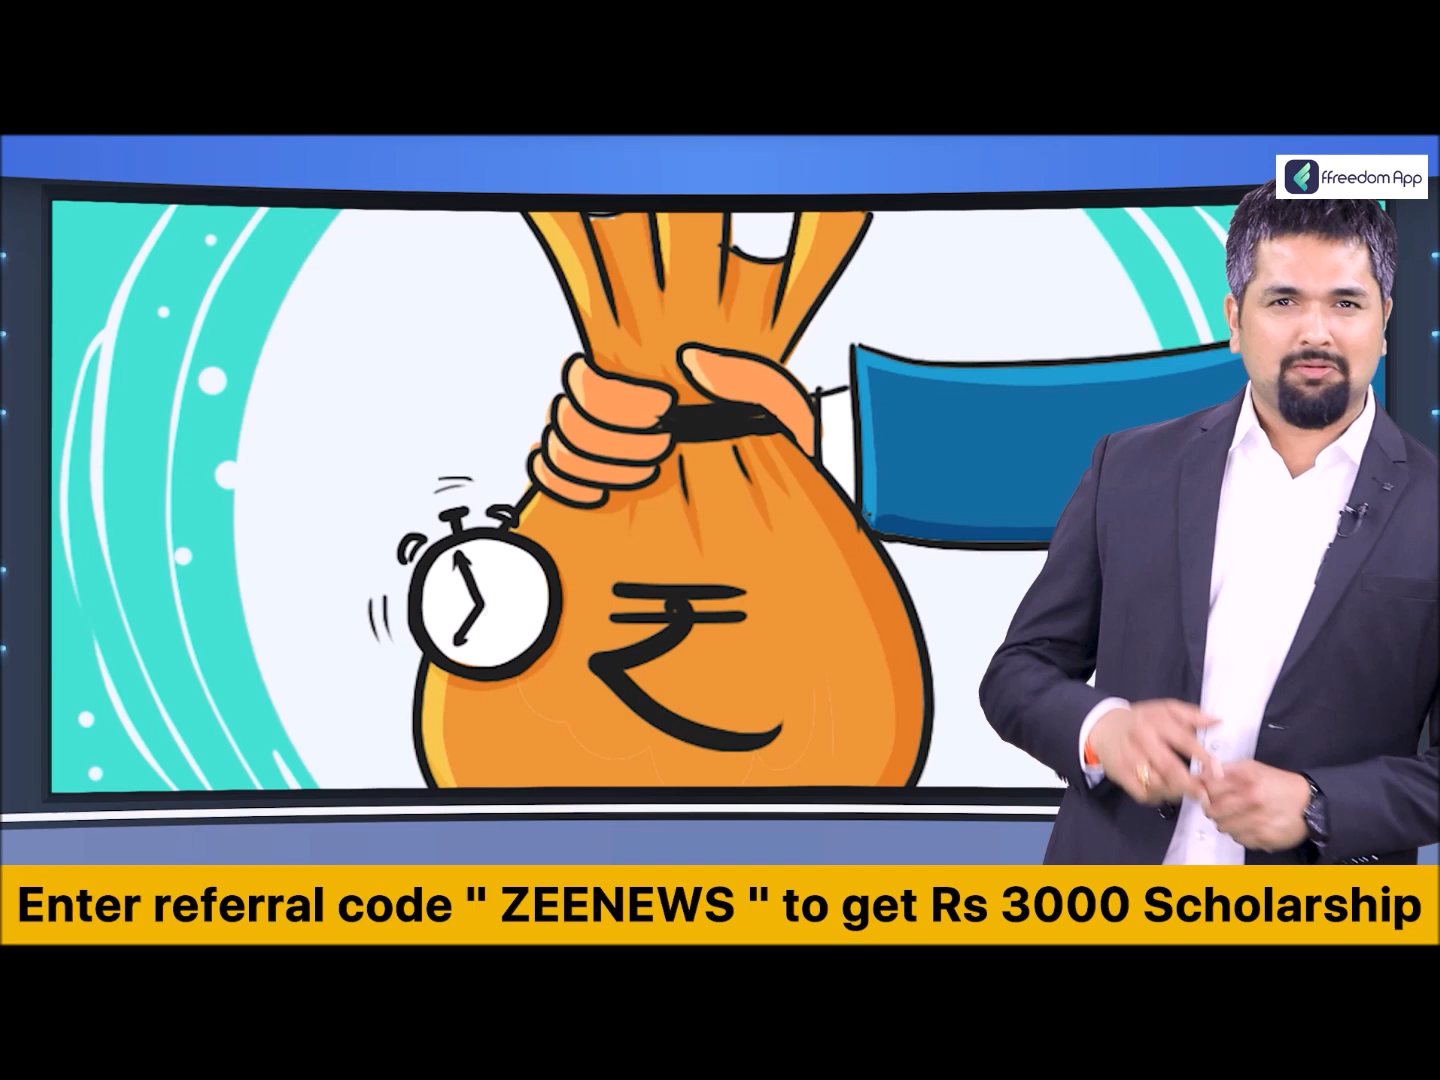 ffreedom App
₹
Enter referral code " ZEENEWS " to get Rs 3000 Scholarship